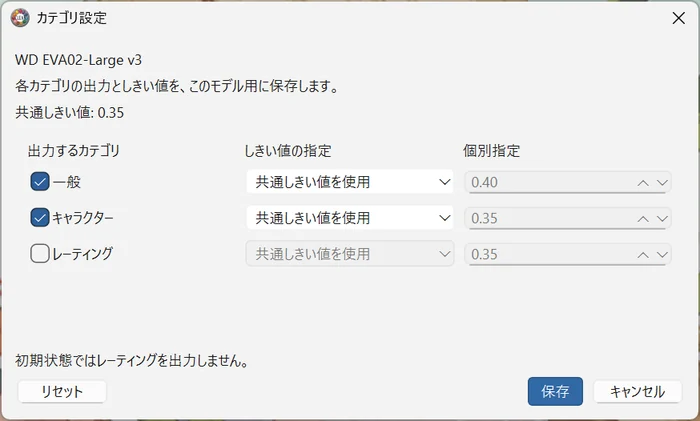 カテゴリ設定
WD EVA02-Large v3
各カテゴリの出力としきい値を、このモデル用に保存します。
共通しきい値: 0.35
出力するカテゴリ しきい値の指定 個別指定
一般 共通しきい値を使用 0.40
キャラクター 共通しきい値を使用 0.35
レーティング 共通しきい値を使用 0.35
初期状態ではレーティングを出力しません。
リセット 保存 キャンセル